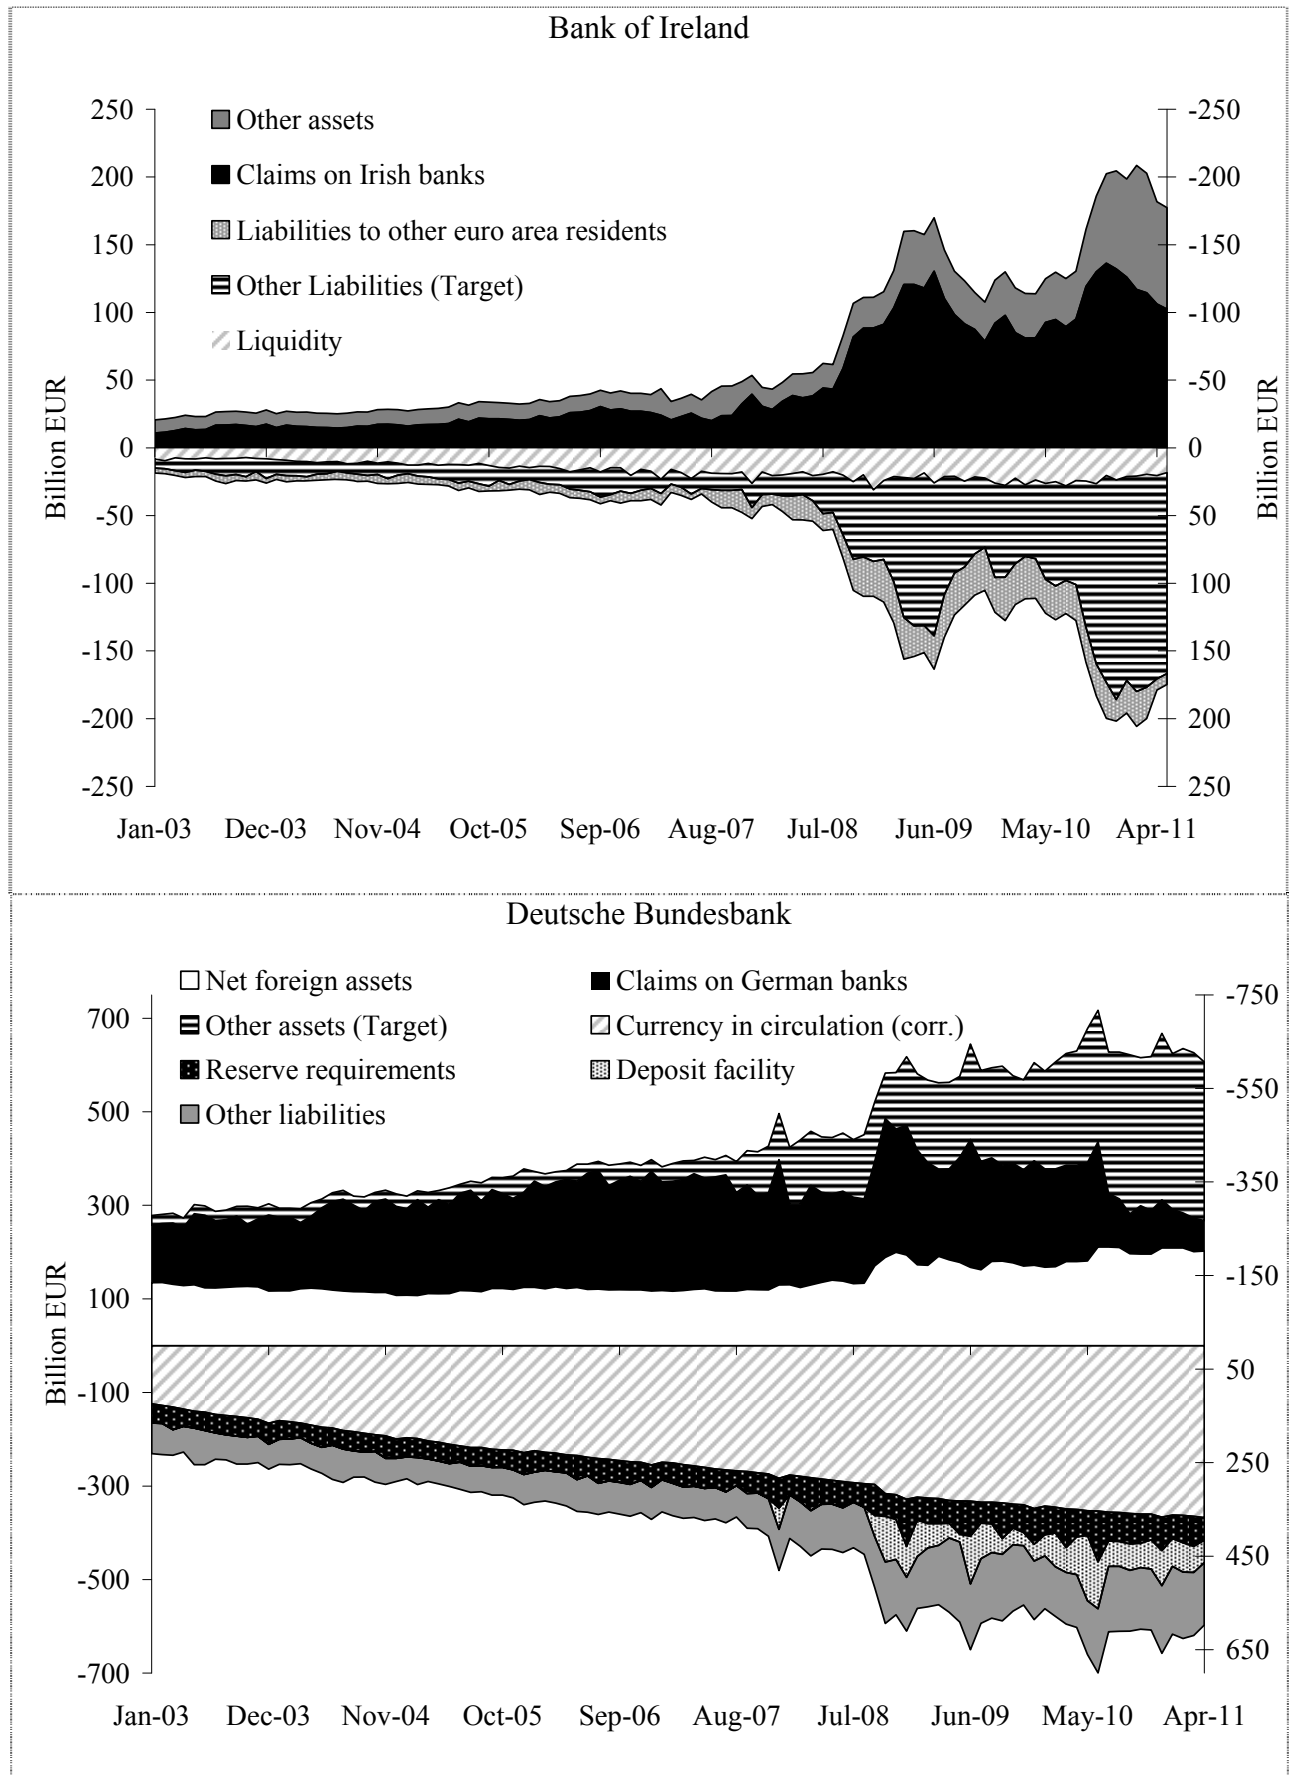 Bank of Ireland
250 -250
Other assets
200 -200
Claims on Irish banks
150 -150
Liabilities to other euro area residents
100 -100
Other Liabilities (Target)
50 -50
Liquidity
0 0
-50 50
-100 100
-150 150
-200 200
-250 250
Billion EUR
Billion EUR
Jan-03 Dec-03 Nov-04 Oct-05 Sep-06 Aug-07 Jul-08 Jun-09 May-10 Apr-11
Deutsche Bundesbank
Net foreign assets Claims on German banks
Other assets (Target) Currency in circulation (corr.)
Reserve requirements Deposit facility
Other liabilities
700 -750
500 -550
300 -350
100 -150
-100 50
-300 250
-500 450
-700 650
Billion EUR
Jan-03 Dec-03 Nov-04 Oct-05 Sep-06 Aug-07 Jul-08 Jun-09 May-10 Apr-11